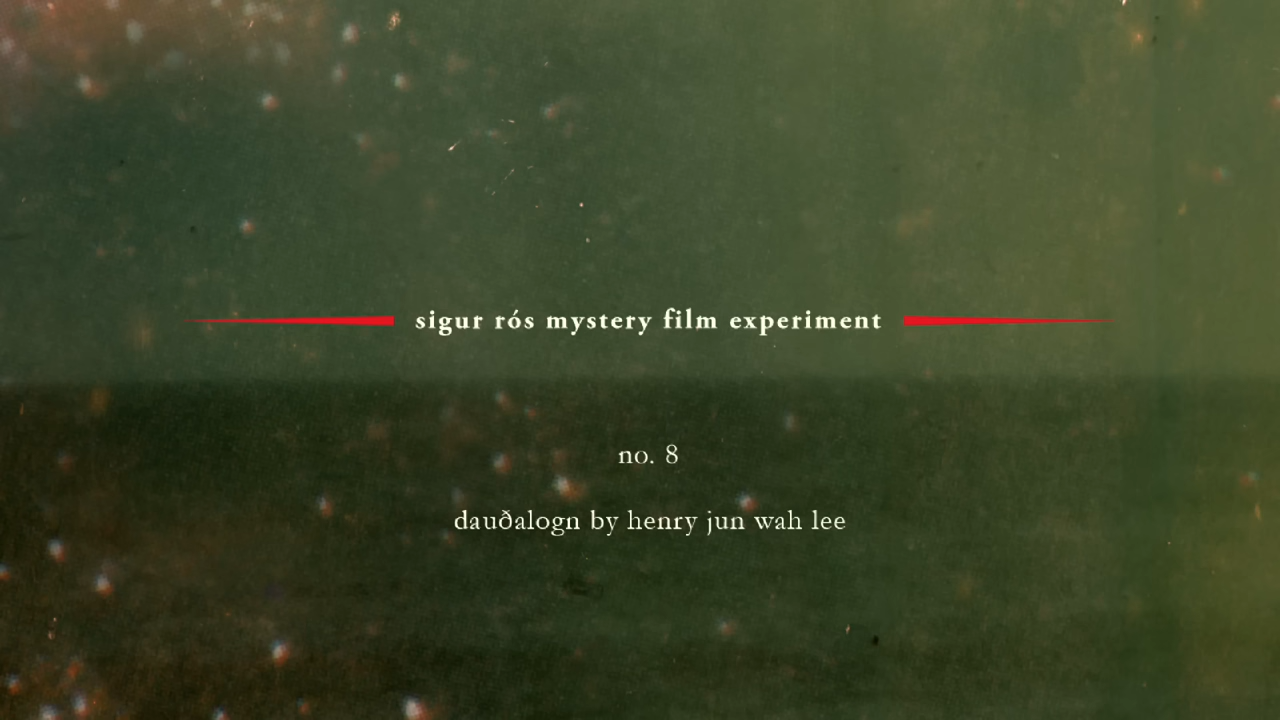 sigur rós mystery film experiment
no. 8
dauðalogn by henry jun wah lee